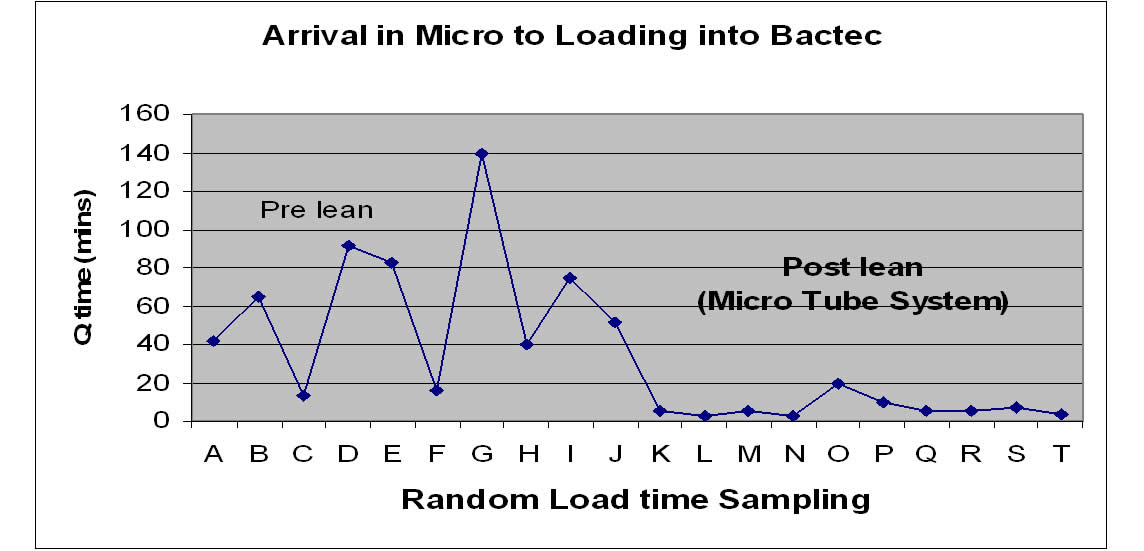 Arrival in Micro to Loading into Bactec
160
140
120
100
80
60
40
20
0
Q time (mins)
Pre lean
Post lean
(Micro Tube System)
A B C D E F G H I J K L M N O P Q R S T
Random Load time Sampling